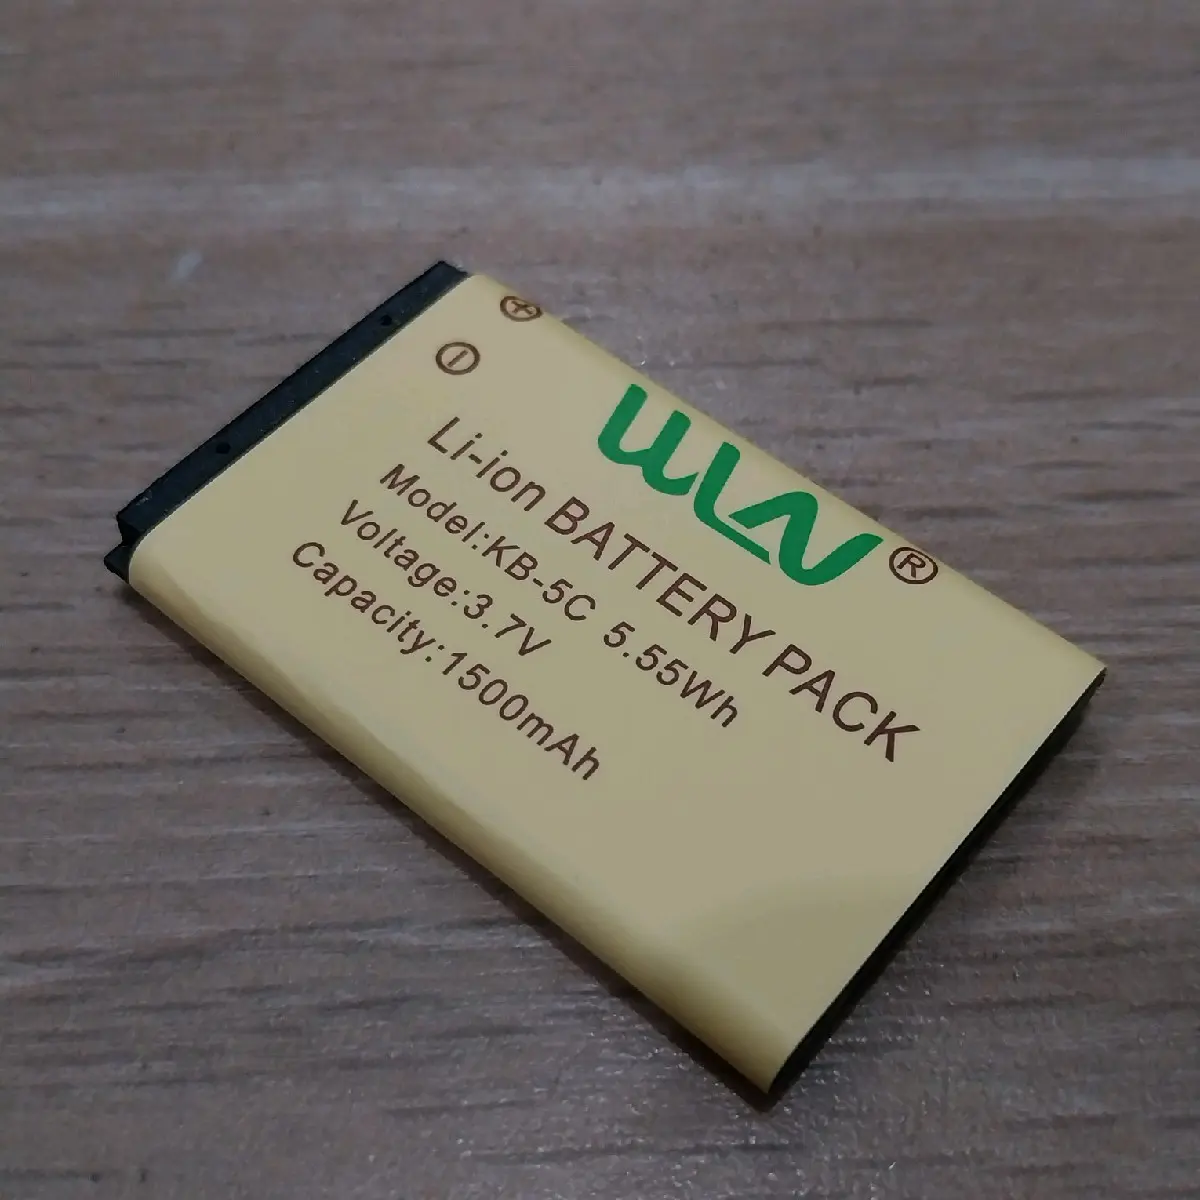 WLN ®
Li-ion BATTERY PACK
Model:KB-5C 5.55Wh
Voltage:3.7V
Capacity:1500mAh